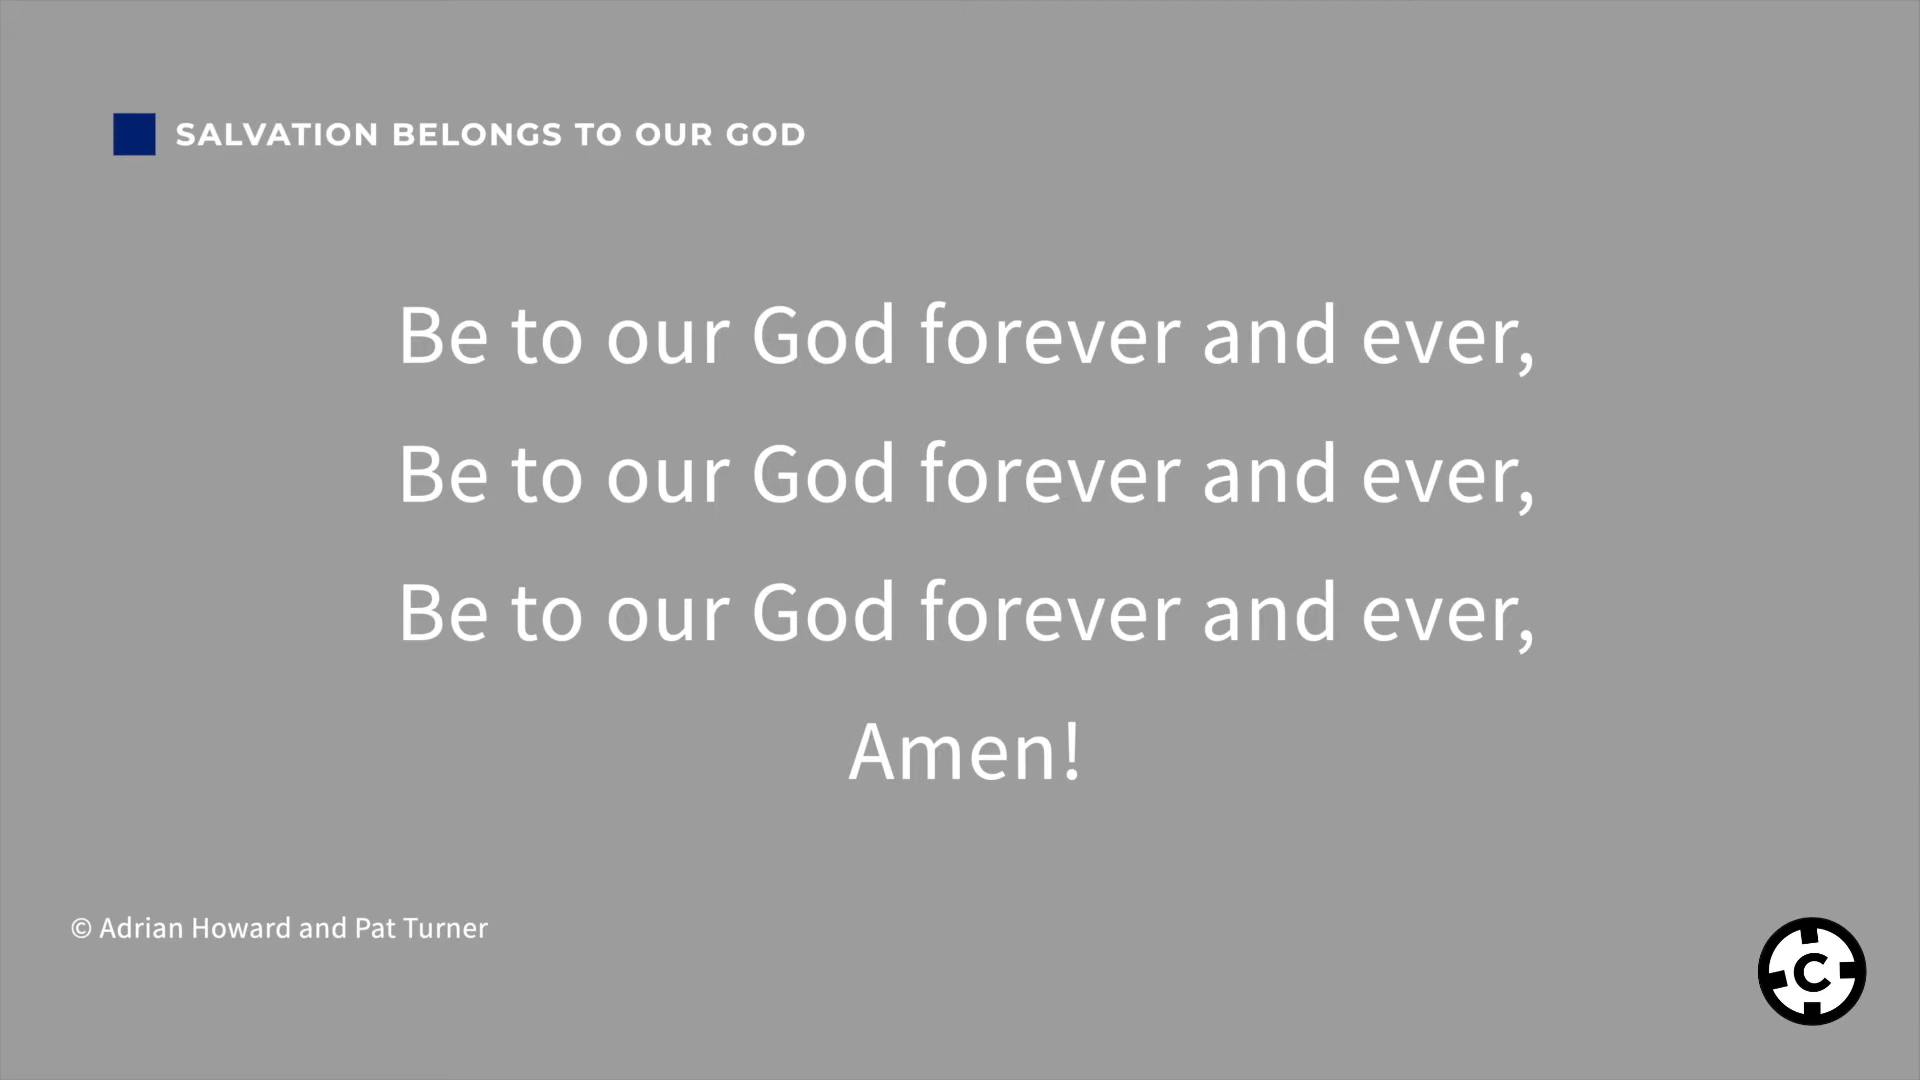 SALVATION BELONGS TO OUR GOD
Be to our God forever and ever,
Be to our God forever and ever,
Be to our God forever and ever,
Amen!
© Adrian Howard and Pat Turner
C